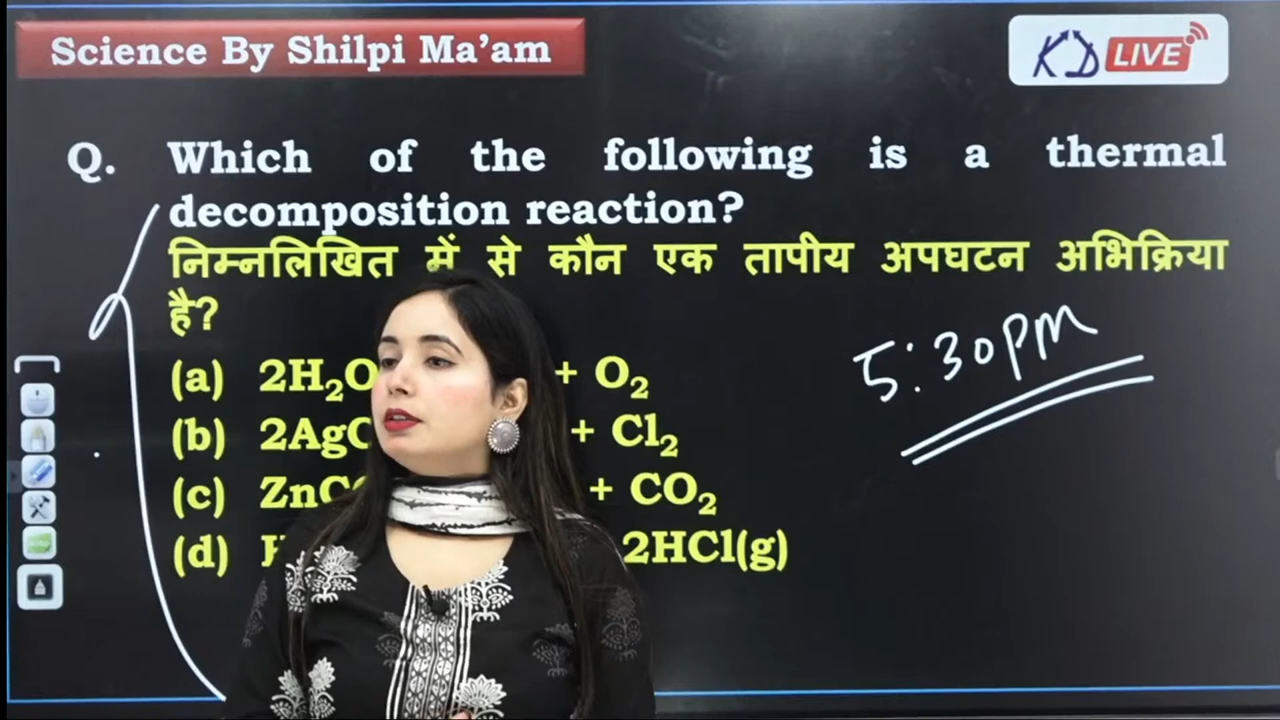 Science By Shilpi Ma'am
KD LIVE
Q. Which of the following is a thermal
decomposition reaction?
निम्नलिखित में से कौन एक तापीय अपघटन अभिक्रिया
है?
5:30pm
(a) 2H₂O + O₂
(b) 2AgC + Cl₂
(c) ZnC + CO₂
(d) 2HCl(g)